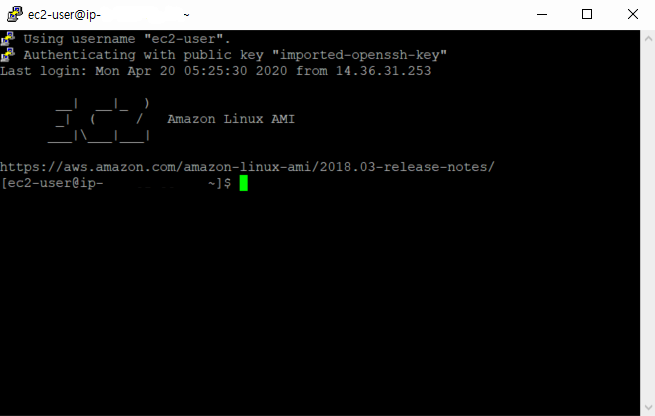 ec2-user@ip- ~
Using username "ec2-user".
Authenticating with public key "imported-openssh-key"
Last login: Mon Apr 20 05:25:30 2020 from 14.36.31.253
       __|  __|_  )
       _|  (     /   Amazon Linux AMI
      ___|\___|___|
https://aws.amazon.com/amazon-linux-ami/2018.03-release-notes/
[ec2-user@ip- ~]$